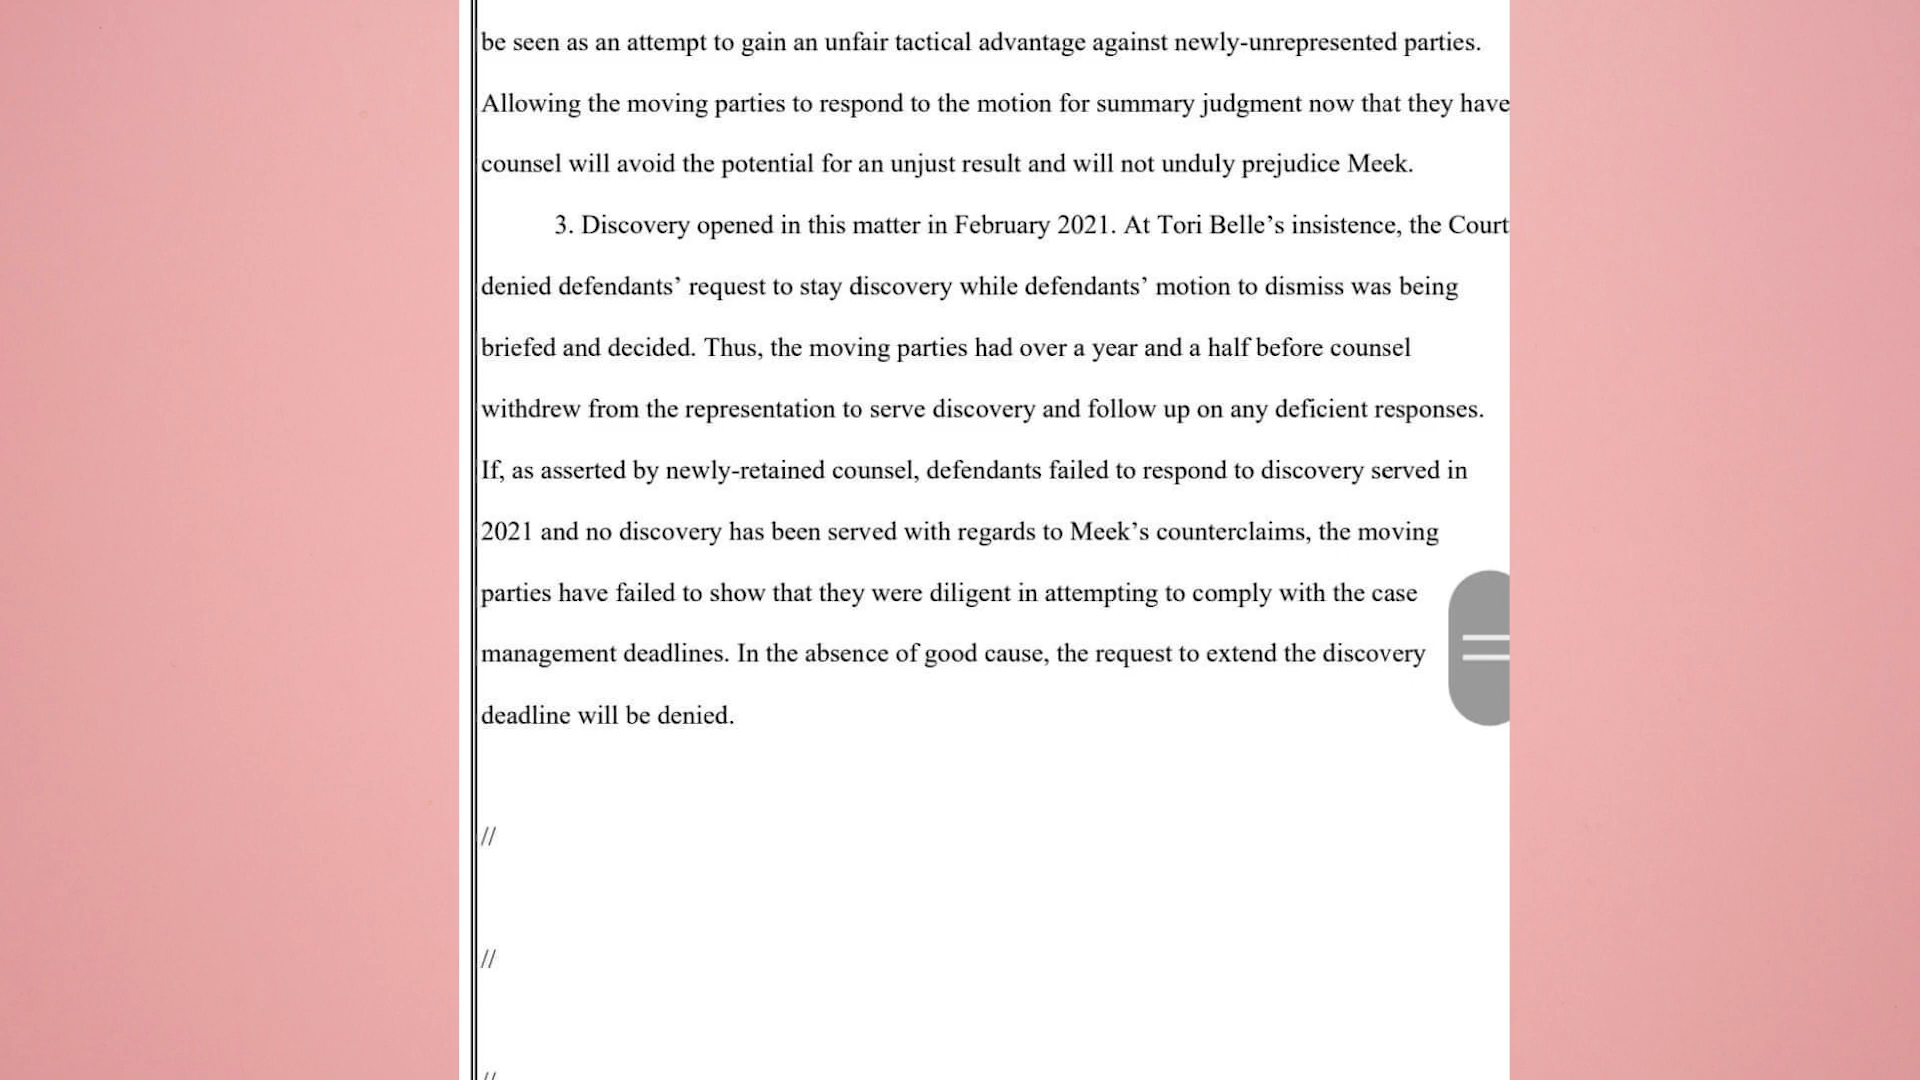 be seen as an attempt to gain an unfair tactical advantage against newly-unrepresented parties.
Allowing the moving parties to respond to the motion for summary judgment now that they have
counsel will avoid the potential for an unjust result and will not unduly prejudice Meek.
3. Discovery opened in this matter in February 2021. At Tori Belle’s insistence, the Court
denied defendants’ request to stay discovery while defendants’ motion to dismiss was being
briefed and decided. Thus, the moving parties had over a year and a half before counsel
withdrew from the representation to serve discovery and follow up on any deficient responses.
If, as asserted by newly-retained counsel, defendants failed to respond to discovery served in
2021 and no discovery has been served with regards to Meek’s counterclaims, the moving
parties have failed to show that they were diligent in attempting to comply with the case
management deadlines. In the absence of good cause, the request to extend the discovery
deadline will be denied.
//
//
//